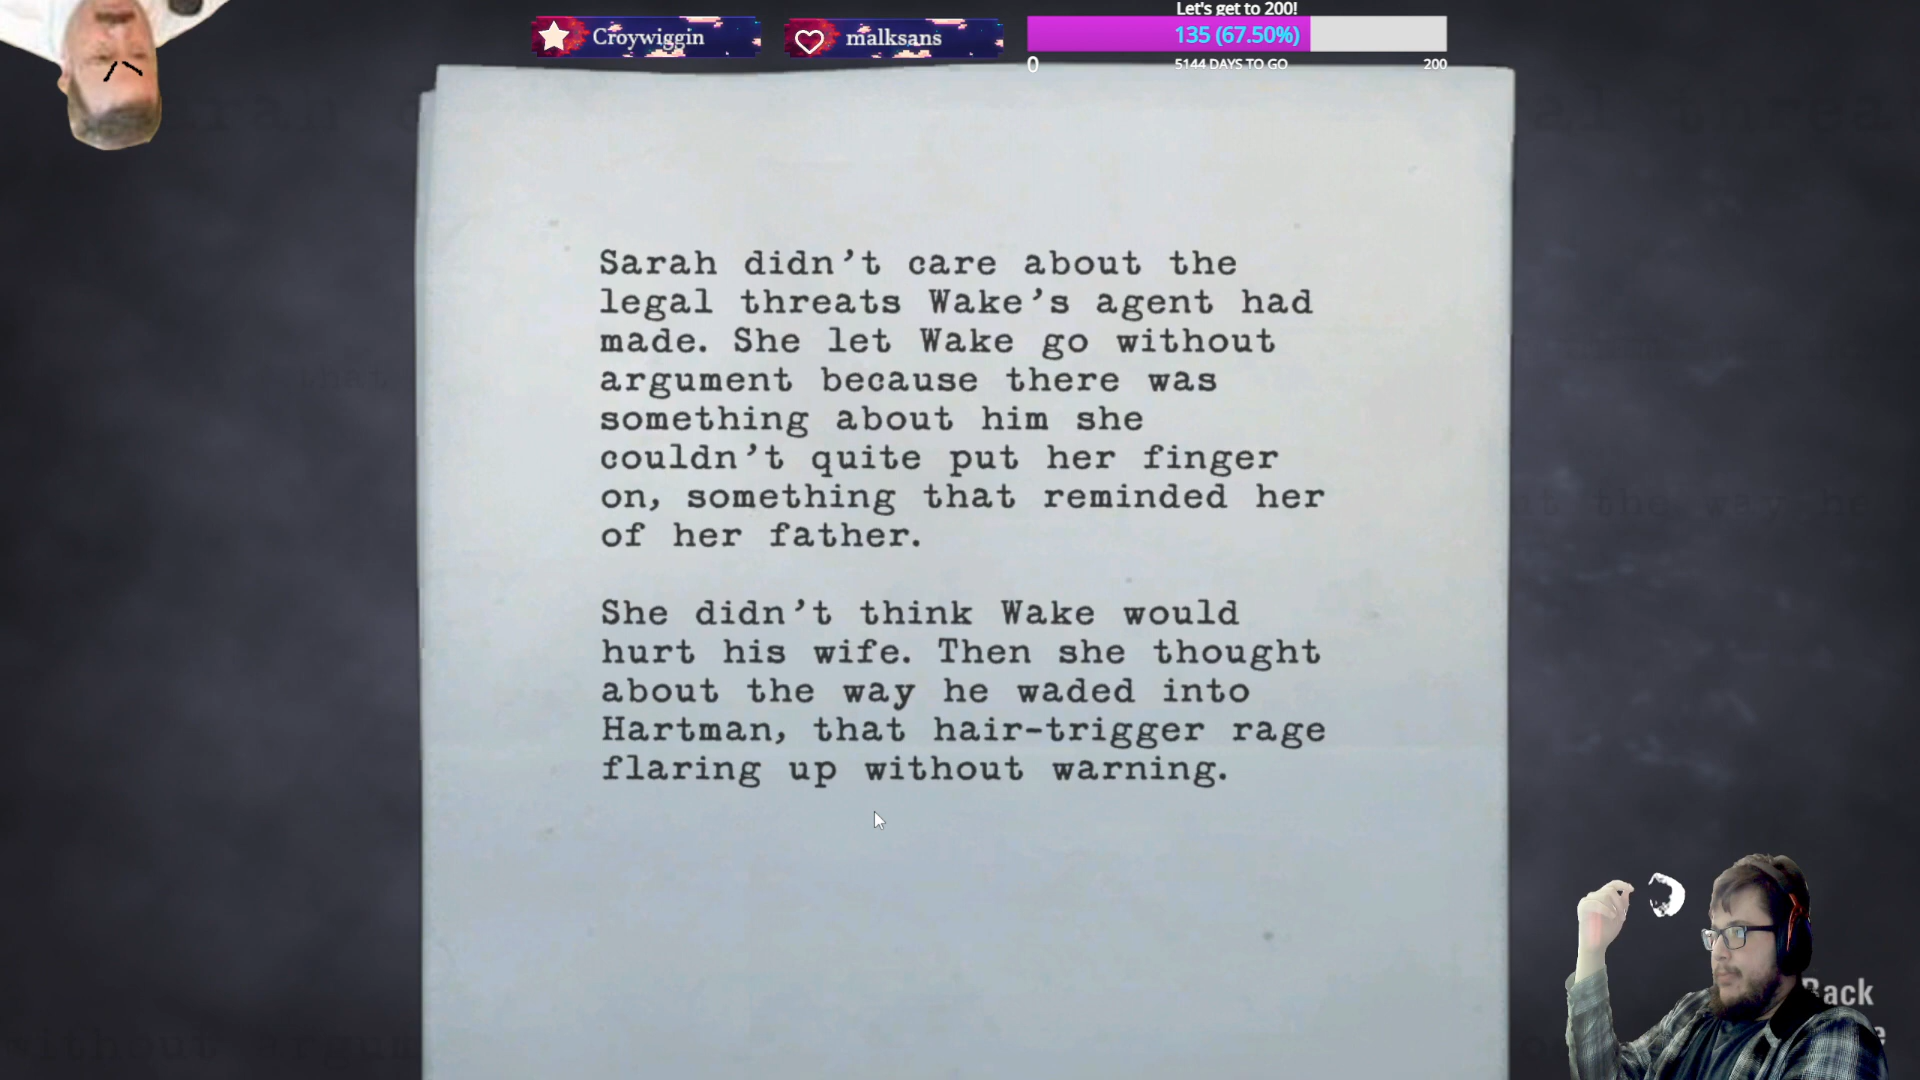 Let's get to 200!
Croywiggin
malksans
135 (67.50%)
0
5144 DAYS TO GO
200
Sarah didn’t care about the
legal threats Wake’s agent had
made. She let Wake go without
argument because there was
something about him she
couldn’t quite put her finger
on, something that reminded her
of her father.
She didn’t think Wake would
hurt his wife. Then she thought
about the way he waded into
Hartman, that hair-trigger rage
flaring up without warning.
Back